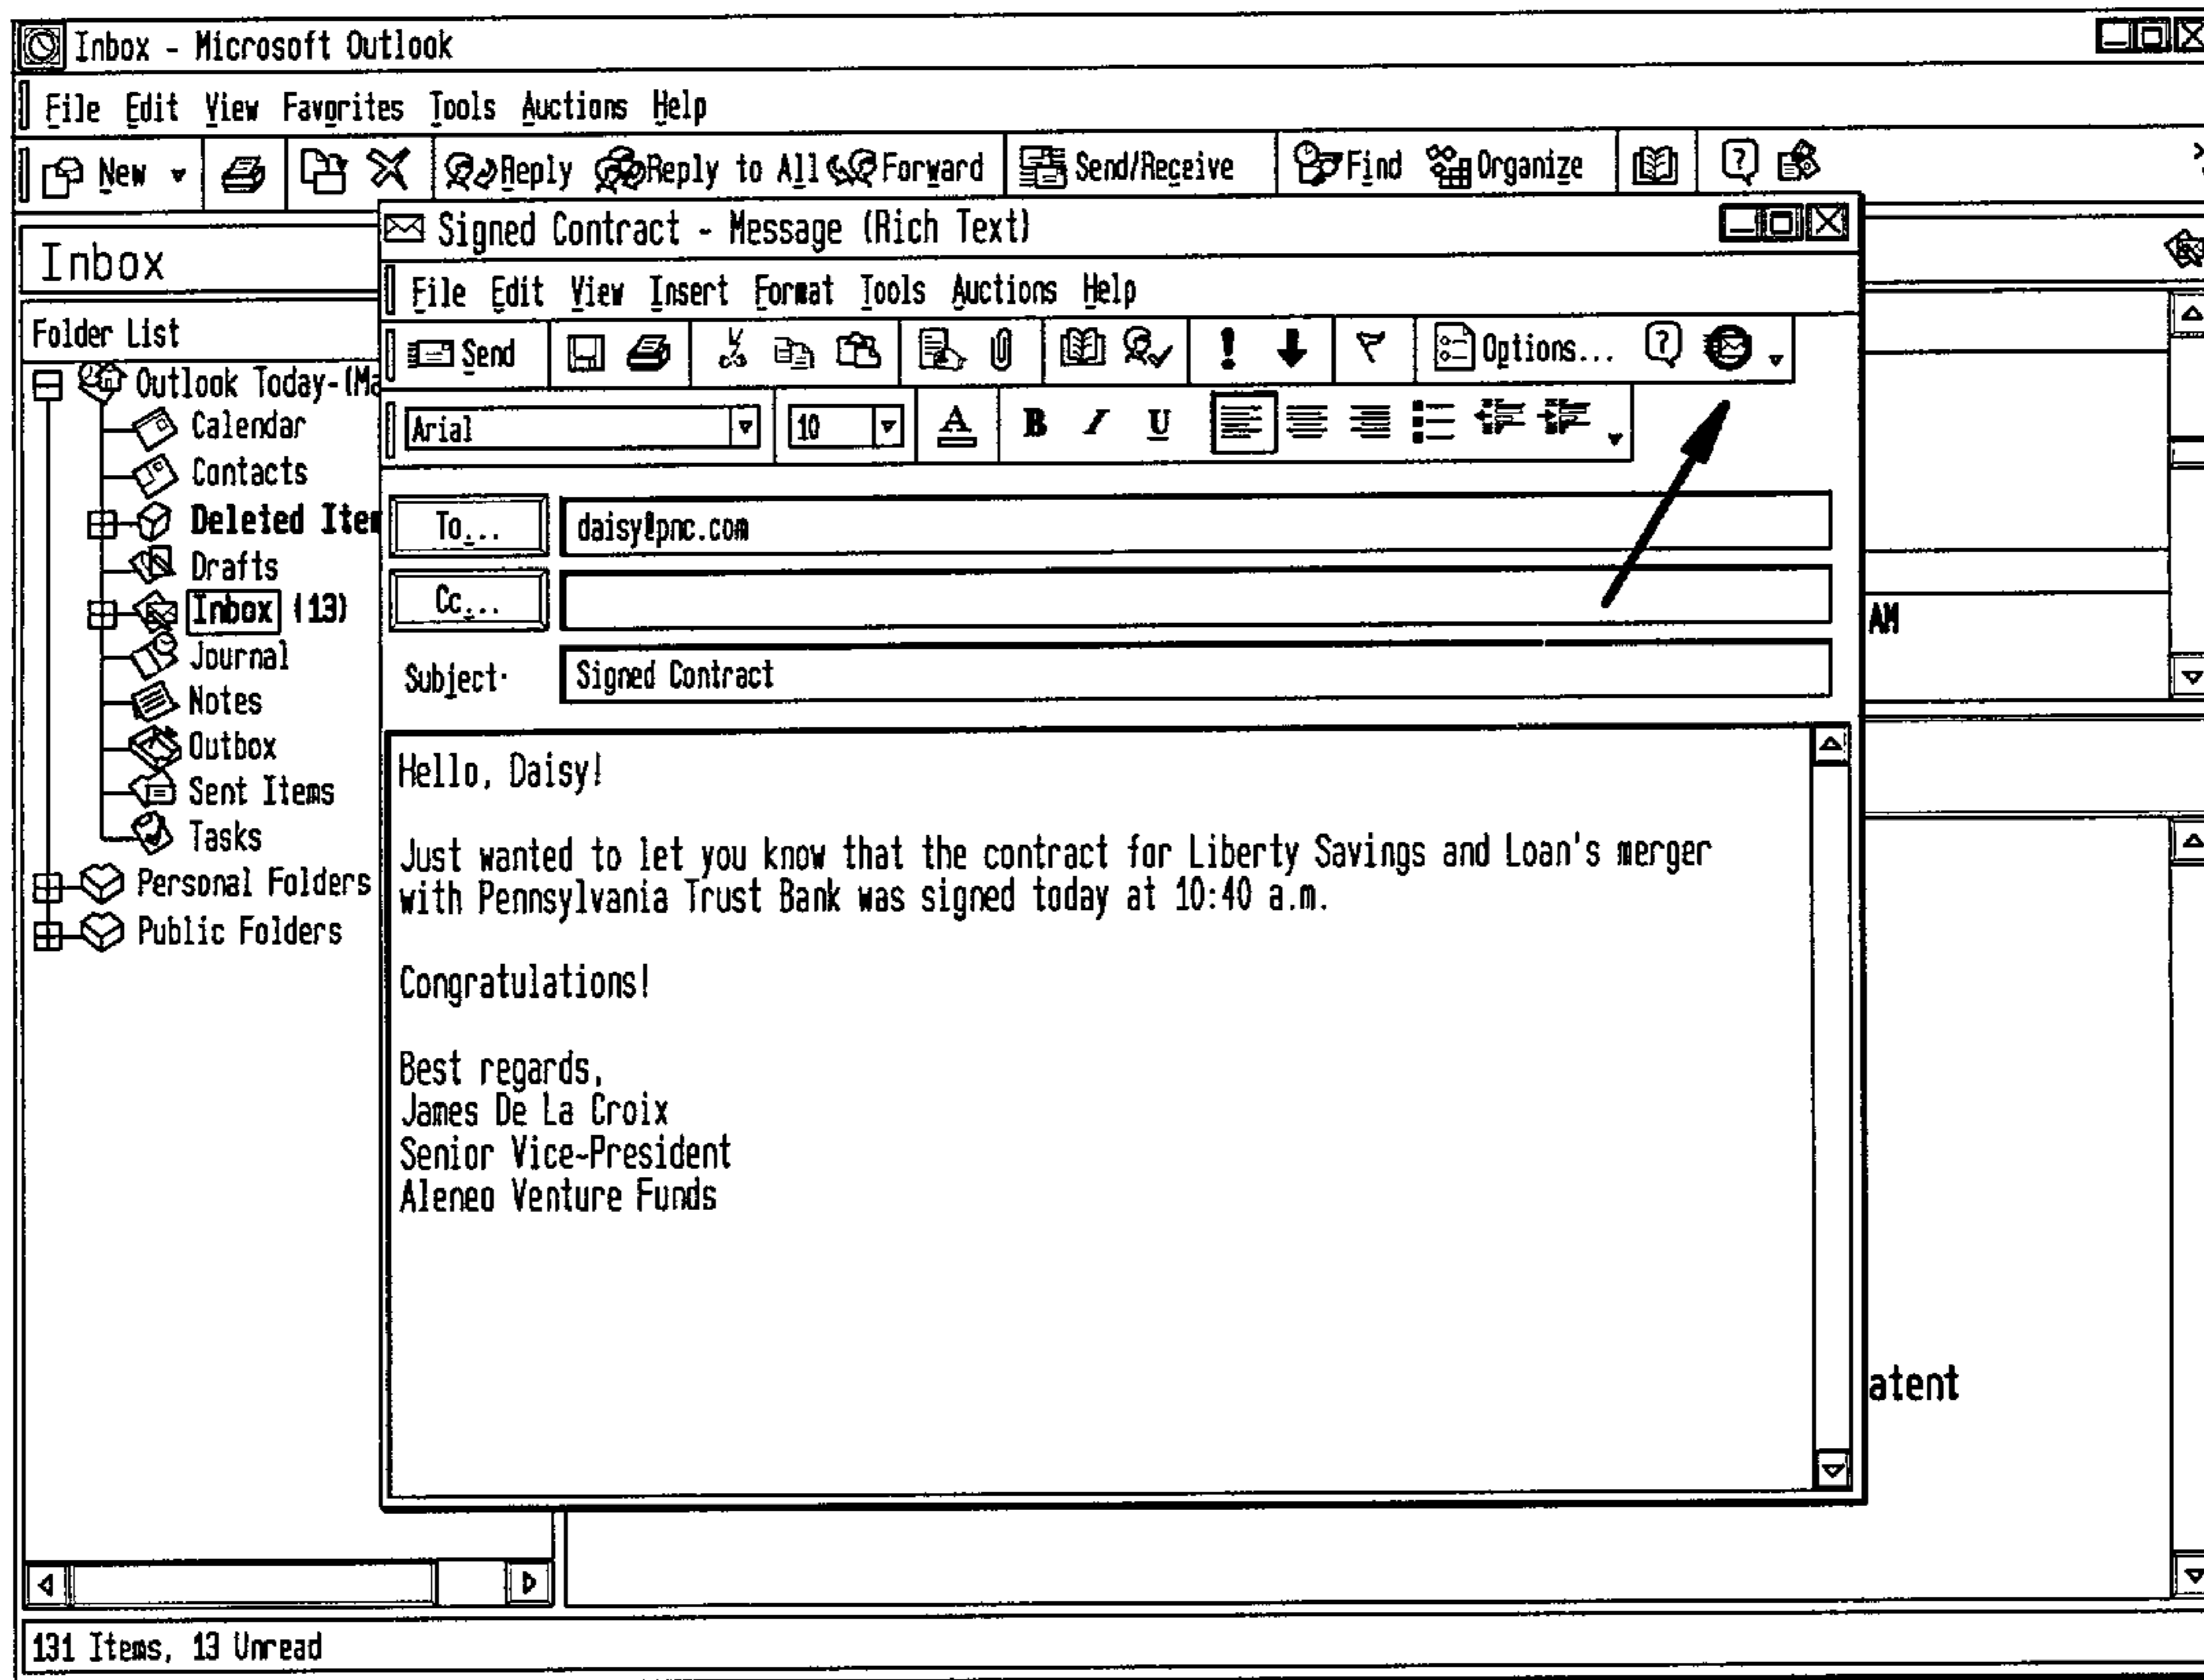 Inbox - Microsoft Outlook
File Edit View Favorites Tools Auctions Help
New Reply Reply to All Forward Send/Receive Find Organize
Inbox
Folder List
Outlook Today-(Ma
Calendar
Contacts
Deleted Item
Drafts
Inbox (13)
Journal
Notes
Outbox
Sent Items
Tasks
Personal Folders
Public Folders
Signed Contract - Message (Rich Text)
File Edit View Insert Format Tools Auctions Help
Send Options...
Arial 10 A B I U
To... daisy@pnc.com
Cc...
Subject: Signed Contract
Hello, Daisy!
Just wanted to let you know that the contract for Liberty Savings and Loan's merger
with Pennsylvania Trust Bank was signed today at 10:40 a.m.
Congratulations!
Best regards,
James De La Croix
Senior Vice-President
Aleneo Venture Funds
AM
atent
131 Items, 13 Unread